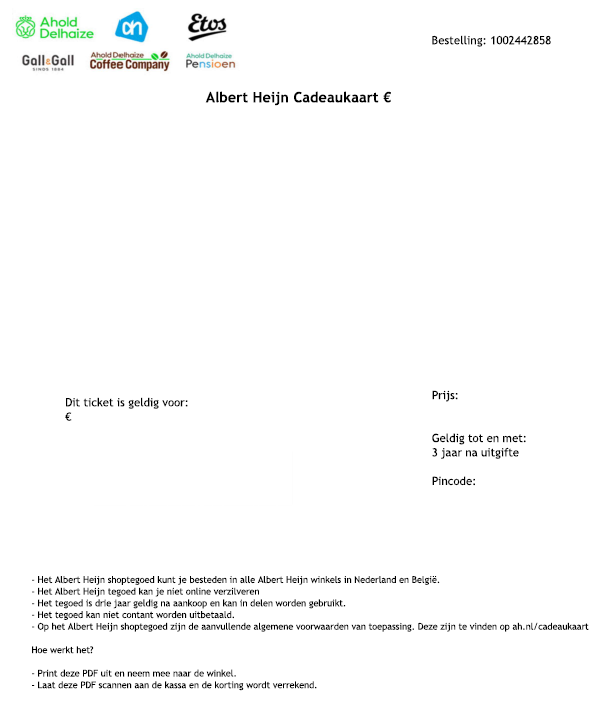 Ahold
Delhaize
ah
Etos
Gall&Gall
SINDS 1884
Ahold Delhaize
Coffee Company
Ahold Delhaize
Pensioen
Bestelling: 1002442858
Albert Heijn Cadeaukaart €
Dit ticket is geldig voor:
€
Prijs:
Geldig tot en met:
3 jaar na uitgifte
Pincode:
- Het Albert Heijn shoptegoed kunt je besteden in alle Albert Heijn winkels in Nederland en België.
- Het Albert Heijn tegoed kan je niet online verzilveren
- Het tegoed is drie jaar geldig na aankoop en kan in delen worden gebruikt.
- Het tegoed kan niet contant worden uitbetaald.
- Op het Albert Heijn shoptegoed zijn de aanvullende algemene voorwaarden van toepassing. Deze zijn te vinden op ah.nl/cadeaukaart
Hoe werkt het?
- Print deze PDF uit en neem mee naar de winkel.
- Laat deze PDF scannen aan de kassa en de korting wordt verrekend.